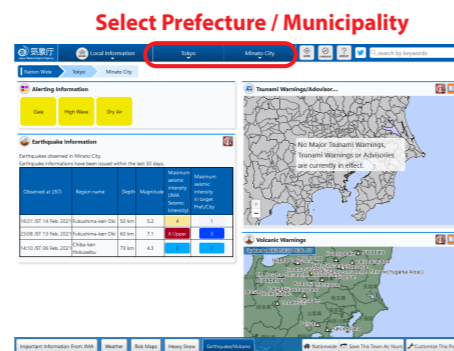 Select Prefecture / Municipality
気象庁
Local Information
Tokyo
Minato City
search by keywords
Nation Wide
Tokyo
Minato City
Alerting Information
Gale
High Wave
Dry Air
Earthquake Information
Earthquakes observed in Minato City.
Earthquake informations have been issued within the last 30 days.
Observed at (JST) Region name Depth Magnitude Maximum seismic intensity (JMA Seismic Intensity) Maximum seismic intensity in target Pref./City
16:31 JST 14 Feb. 2021 Fukushima-ken Oki 50 km 5.2 4 1
23:08 JST 13 Feb. 2021 Fukushima-ken Oki 60 km 7.1 6 Upper 3
14:10 JST 06 Feb. 2021 Chiba-ken Hokuseibu 70 km 4.3 2 2
Tsunami Warnings/Advisor...
No Major Tsunami Warnings,
Tsunami Warnings or Advisories
are currently in effect.
+
−
Volcanic Warnings
Important Information From JMA
Weather
Risk Maps
Heavy Snow
Earthquake/Volcano
Nationwide
Save This Town As Yours
Customize This Pa